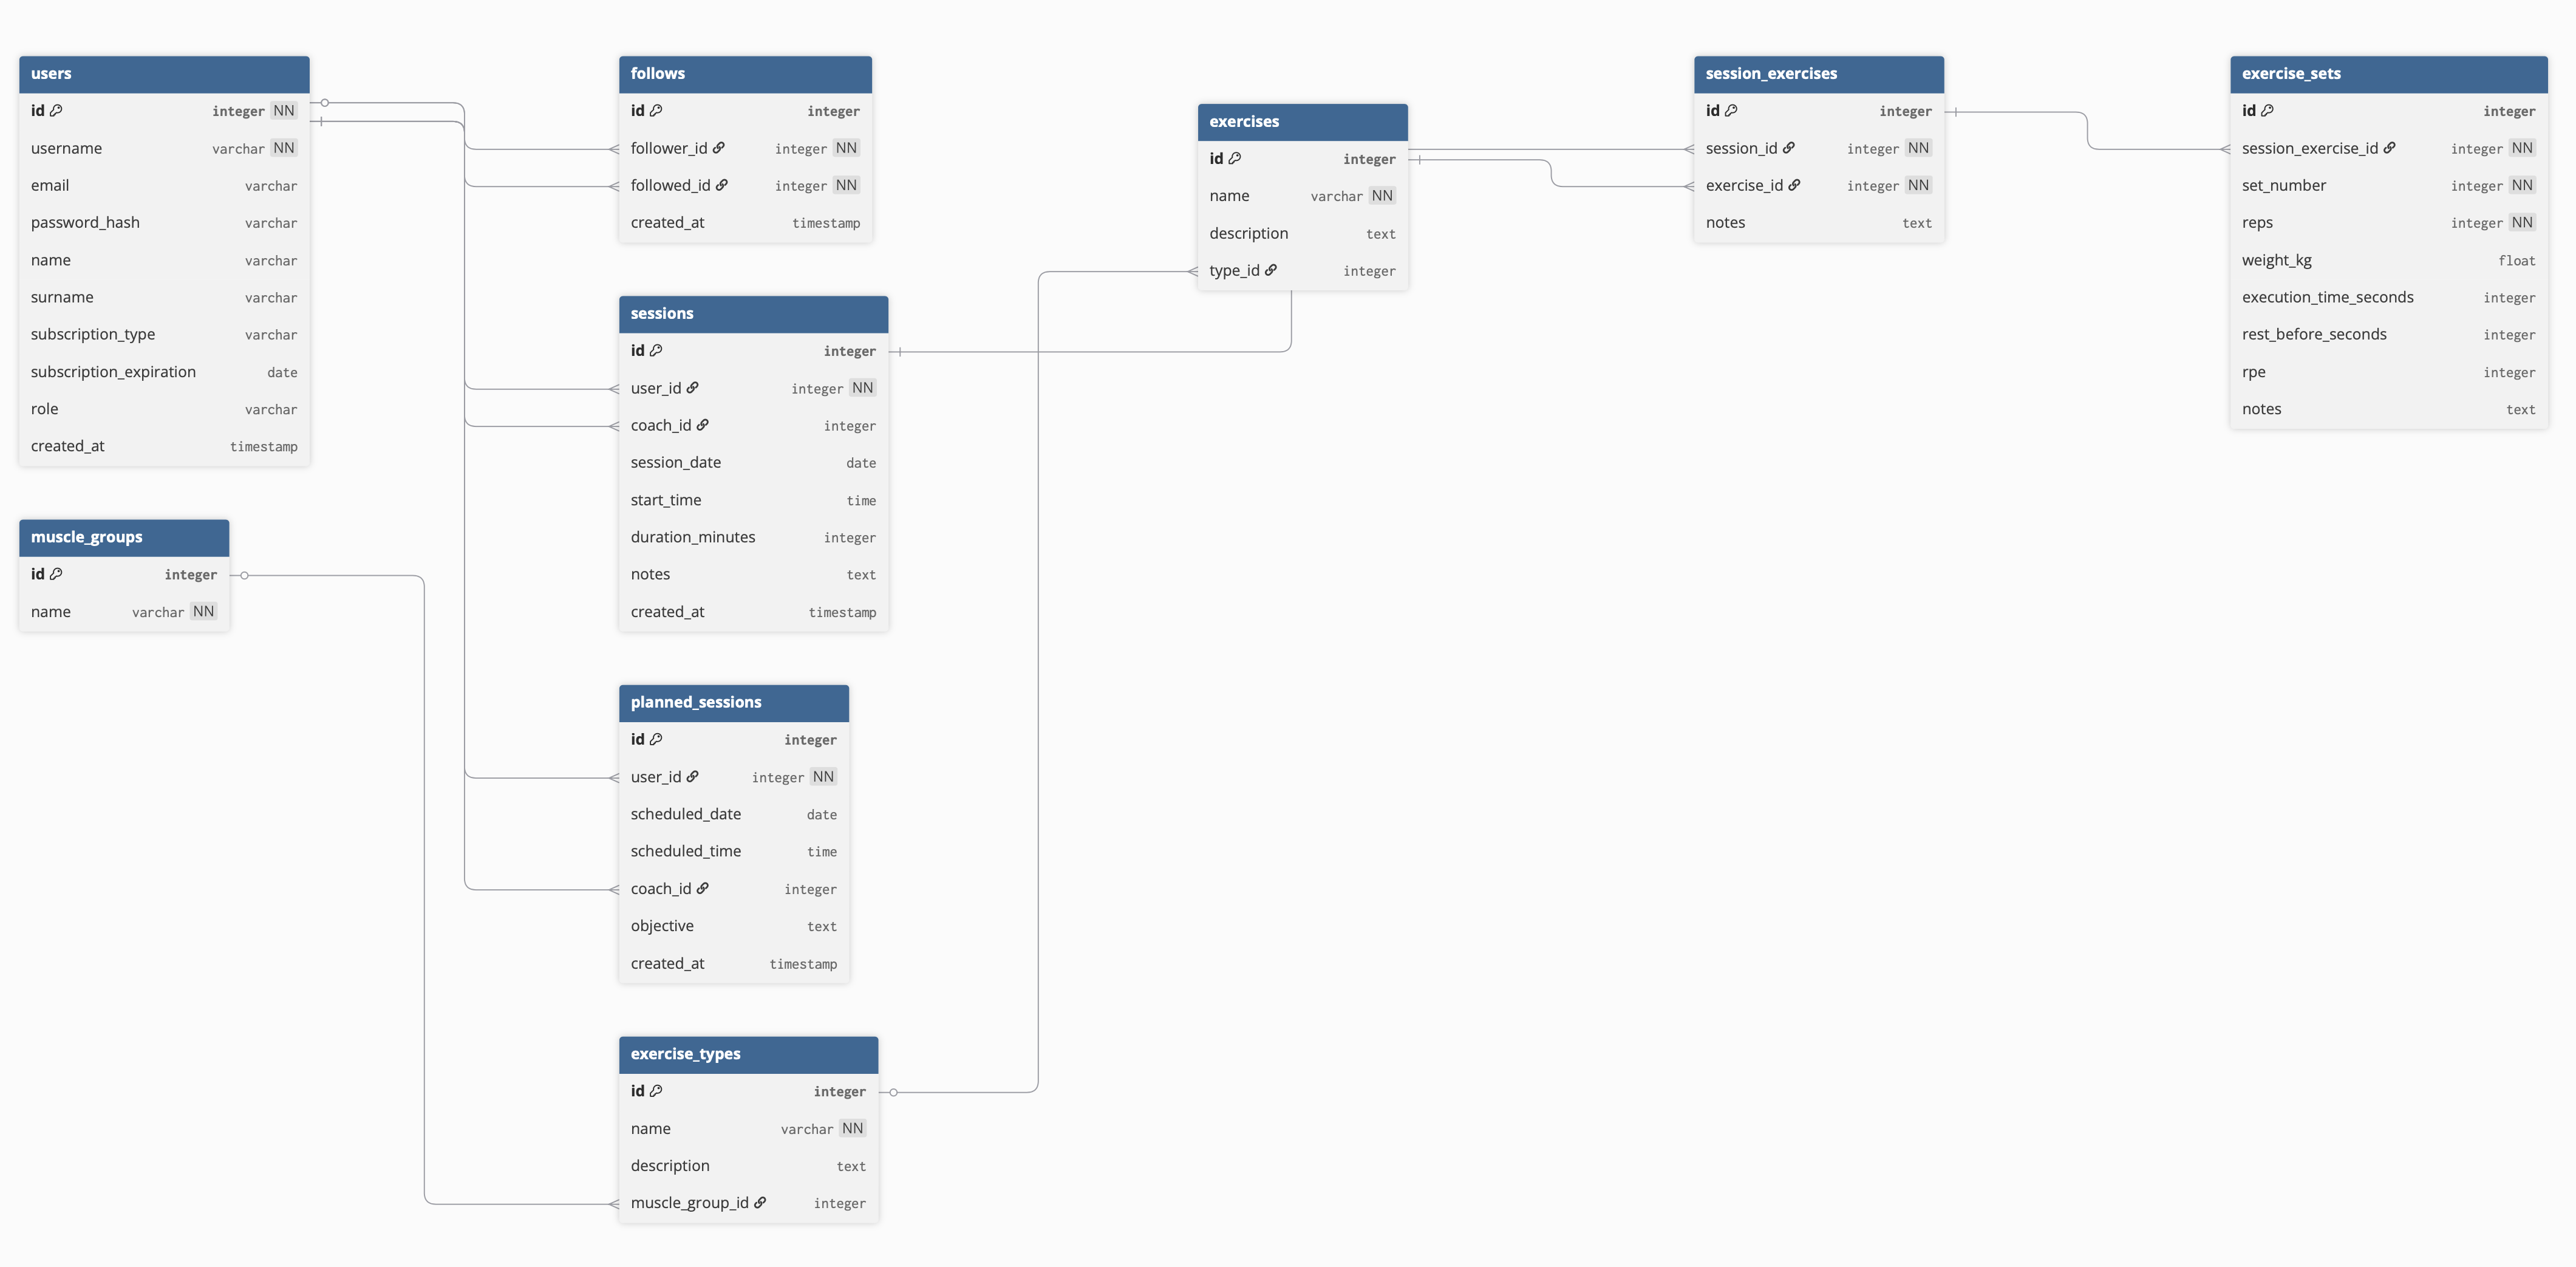 users
id integer NN
username varchar NN
email varchar
password_hash varchar
name varchar
surname varchar
subscription_type varchar
subscription_expiration date
role varchar
created_at timestamp
muscle_groups
id integer
name varchar NN
follows
id integer
follower_id integer NN
followed_id integer NN
created_at timestamp
sessions
id integer
user_id integer NN
coach_id integer
session_date date
start_time time
duration_minutes integer
notes text
created_at timestamp
planned_sessions
id integer
user_id integer NN
scheduled_date date
scheduled_time time
coach_id integer
objective text
created_at timestamp
exercise_types
id integer
name varchar NN
description text
muscle_group_id integer
exercises
id integer
name varchar NN
description text
type_id integer
session_exercises
id integer
session_id integer NN
exercise_id integer NN
notes text
exercise_sets
id integer
session_exercise_id integer NN
set_number integer NN
reps integer NN
weight_kg float
execution_time_seconds integer
rest_before_seconds integer
rpe integer
notes text